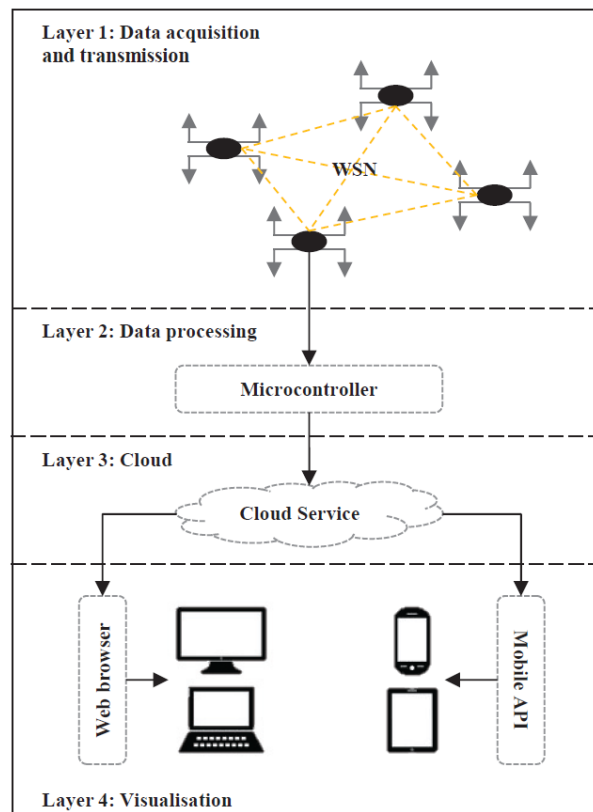 Layer 1: Data acquisition
and transmission
WSN
Layer 2: Data processing
Microcontroller
Layer 3: Cloud
Cloud Service
Web browser
Mobile API
Layer 4: Visualisation